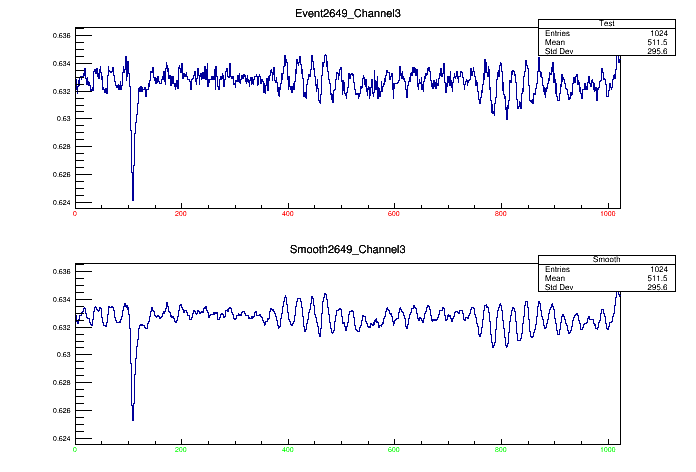 Event2649_Channel3
Test
Entries 1024
Mean 511.5
Std Dev 295.6
0.636
0.634
0.632
0.63
0.628
0.626
0.624
0 200 400 600 800 1000
Smooth2649_Channel3
Smooth
Entries 1024
Mean 511.5
Std Dev 295.6
0.636
0.634
0.632
0.63
0.628
0.626
0.624
0 200 400 600 800 1000